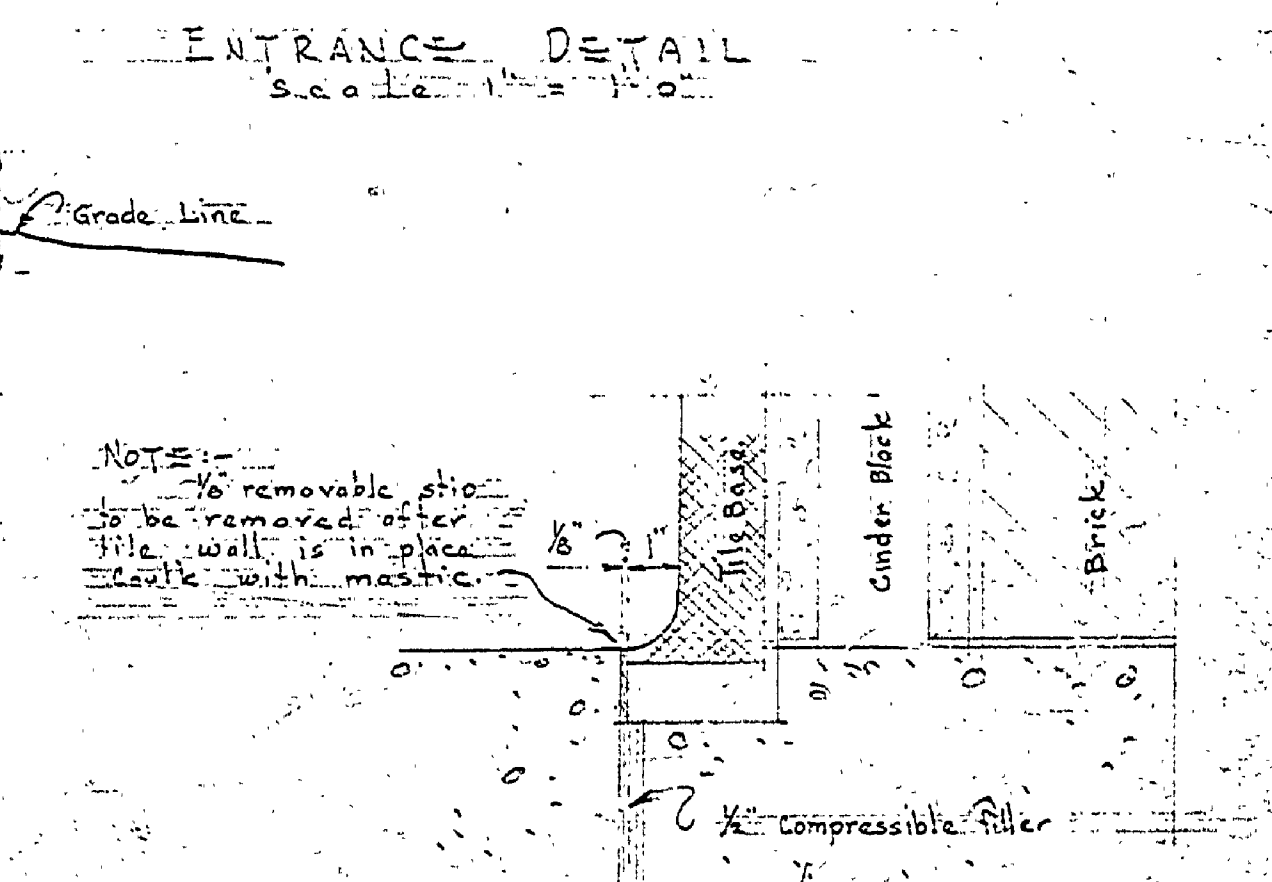 ENTRANCE DETAIL
Scale 1" = 1'-0"
Grade Line
NOTE:-
1/8" removable stip
to be removed after
tile wall is in place
Caulk with mastic.
1/8"
1"
Tile Base
Cinder Block
Brick
1/2" Compressible Filler